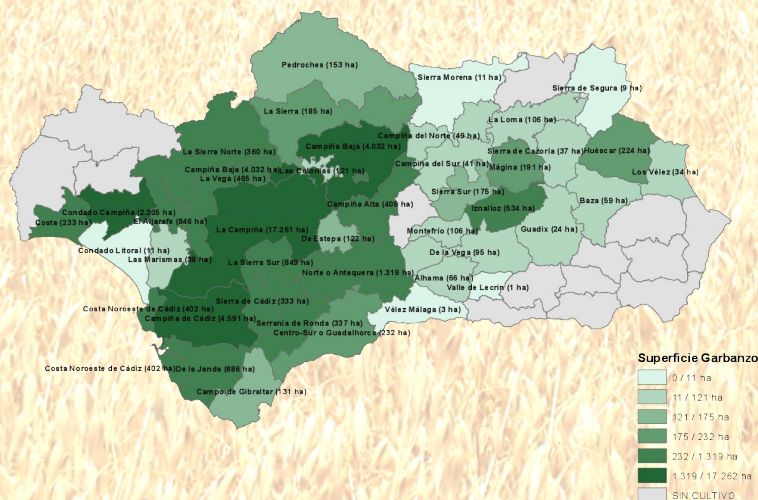 Pedroches (153 ha)
Sierra Morena (11 ha)
Sierra de Segura (9 ha)
La Sierra (185 ha)
La Loma (106 ha)
Campiña del Norte (49 ha)
Campiña Baja (4.032 ha)
La Sierra Norte (360 ha)
Sierra de Cazorla (37 ha)
Huéscar (224 ha)
Campiña del Sur (41 ha)
Mágina (191 ha)
Campiña Baja (4.032 ha)
Las Colonias (121 ha)
Los Vélez (34 ha)
La Vega (465 ha)
Sierra Sur (175 ha)
Baza (59 ha)
Campiña Alta (405 ha)
Iznalloz (534 ha)
Condado Campiña (2.205 ha)
Costa (233 ha)
El Aljarafe (846 ha)
La Campiña (17.261 ha)
Montefrío (106 ha)
Guadix (24 ha)
De Estepa (122 ha)
Condado Litoral (11 ha)
De la Vega (95 ha)
Las Marismas (38 ha)
La Sierra Sur (849 ha)
Norte o Antequera (1.319 ha)
Alhama (66 ha)
Valle de Lecrín (1 ha)
Sierra de Cádiz (333 ha)
Costa Noroeste de Cádiz (402 ha)
Vélez Málaga (3 ha)
Campiña de Cádiz (4.591 ha)
Serranía de Ronda (337 ha)
Centro-Sur o Guadalhorce (232 ha)
Costa Noroeste de Cádiz (402 ha)
De la Janda (886 ha)
Campo de Gibraltar (131 ha)
Superficie Garbanzo
0 / 11 ha
11 / 121 ha
121 / 175 ha
175 / 232 ha
232 / 1.319 ha
1.319 / 17.262 ha
SIN CULTIVO